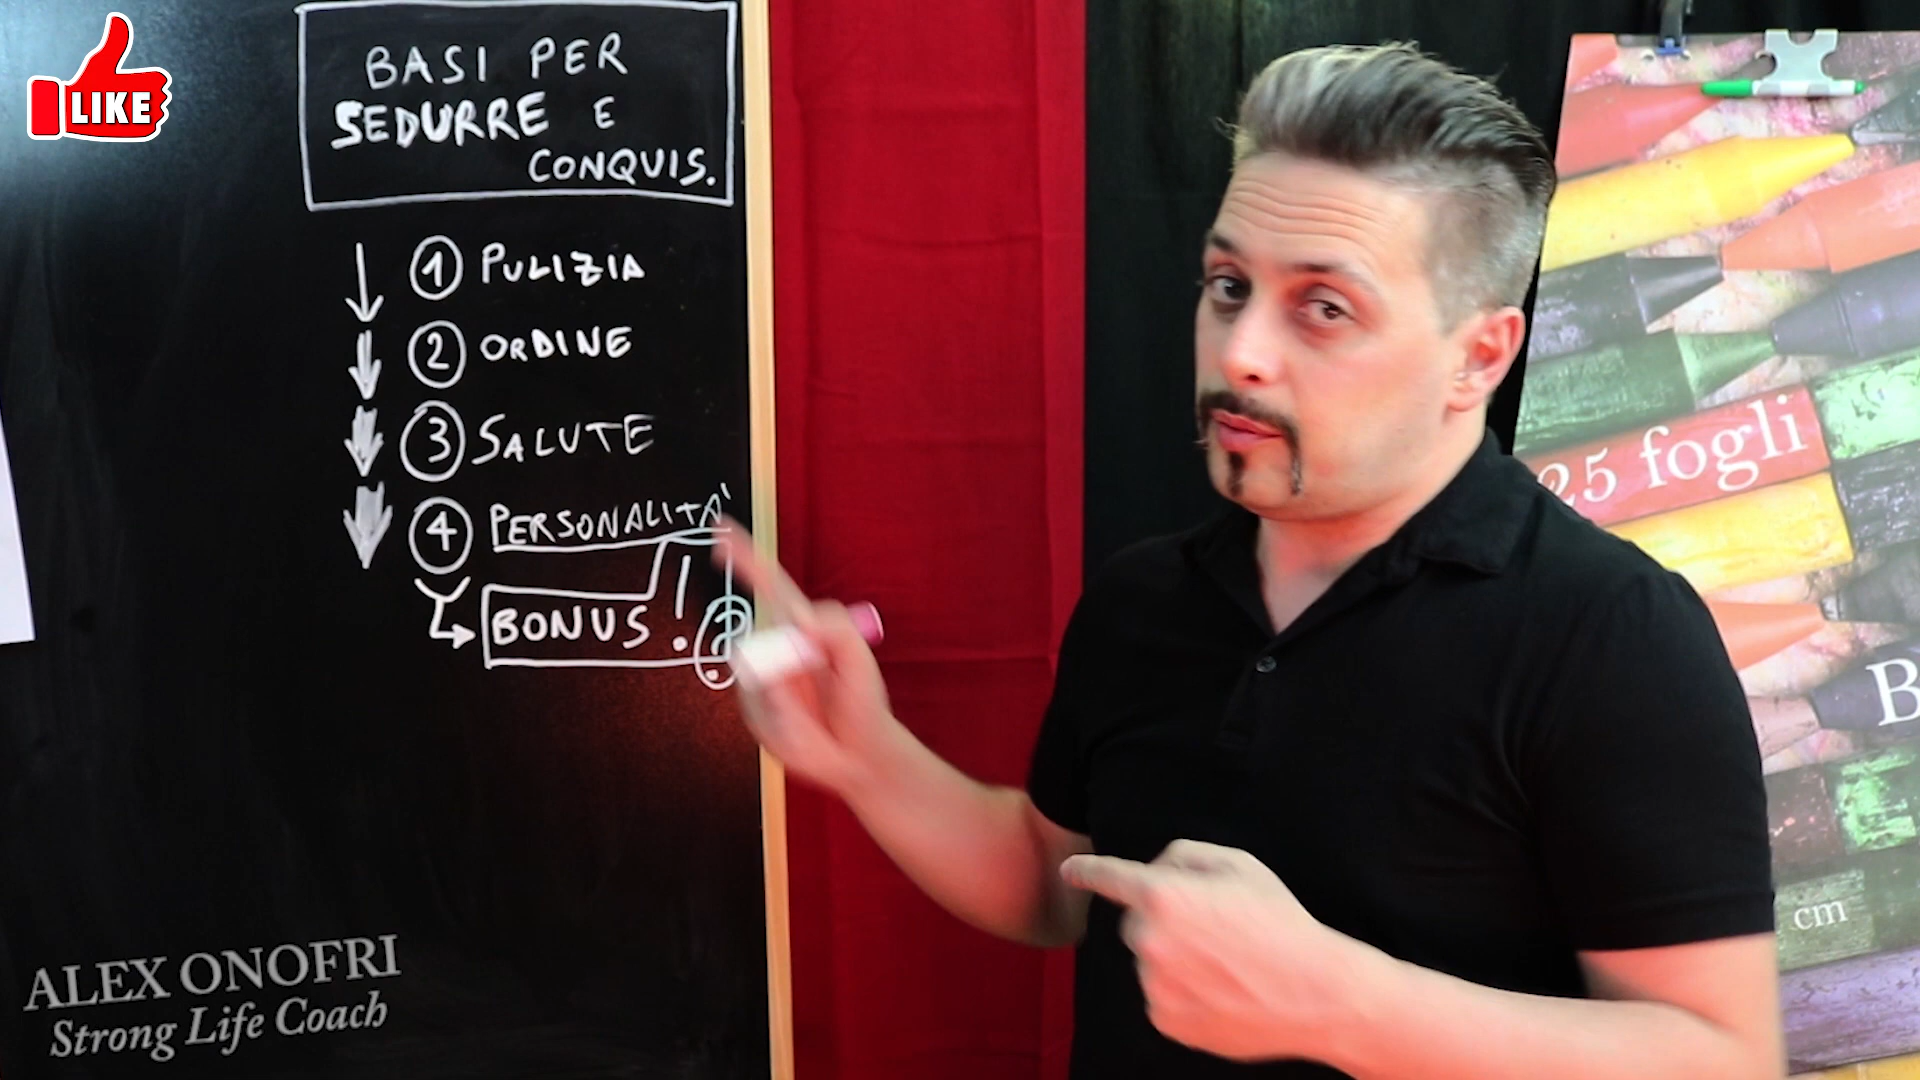 LIKE
BASI PER
SEDURRE E
CONQUIS.
1 PULIZIA
2 ORDINE
3 SALUTE
4 PERSONALITA'
BONUS! ?
25 fogli
B
cm
ALEX ONOFRI
Strong Life Coach